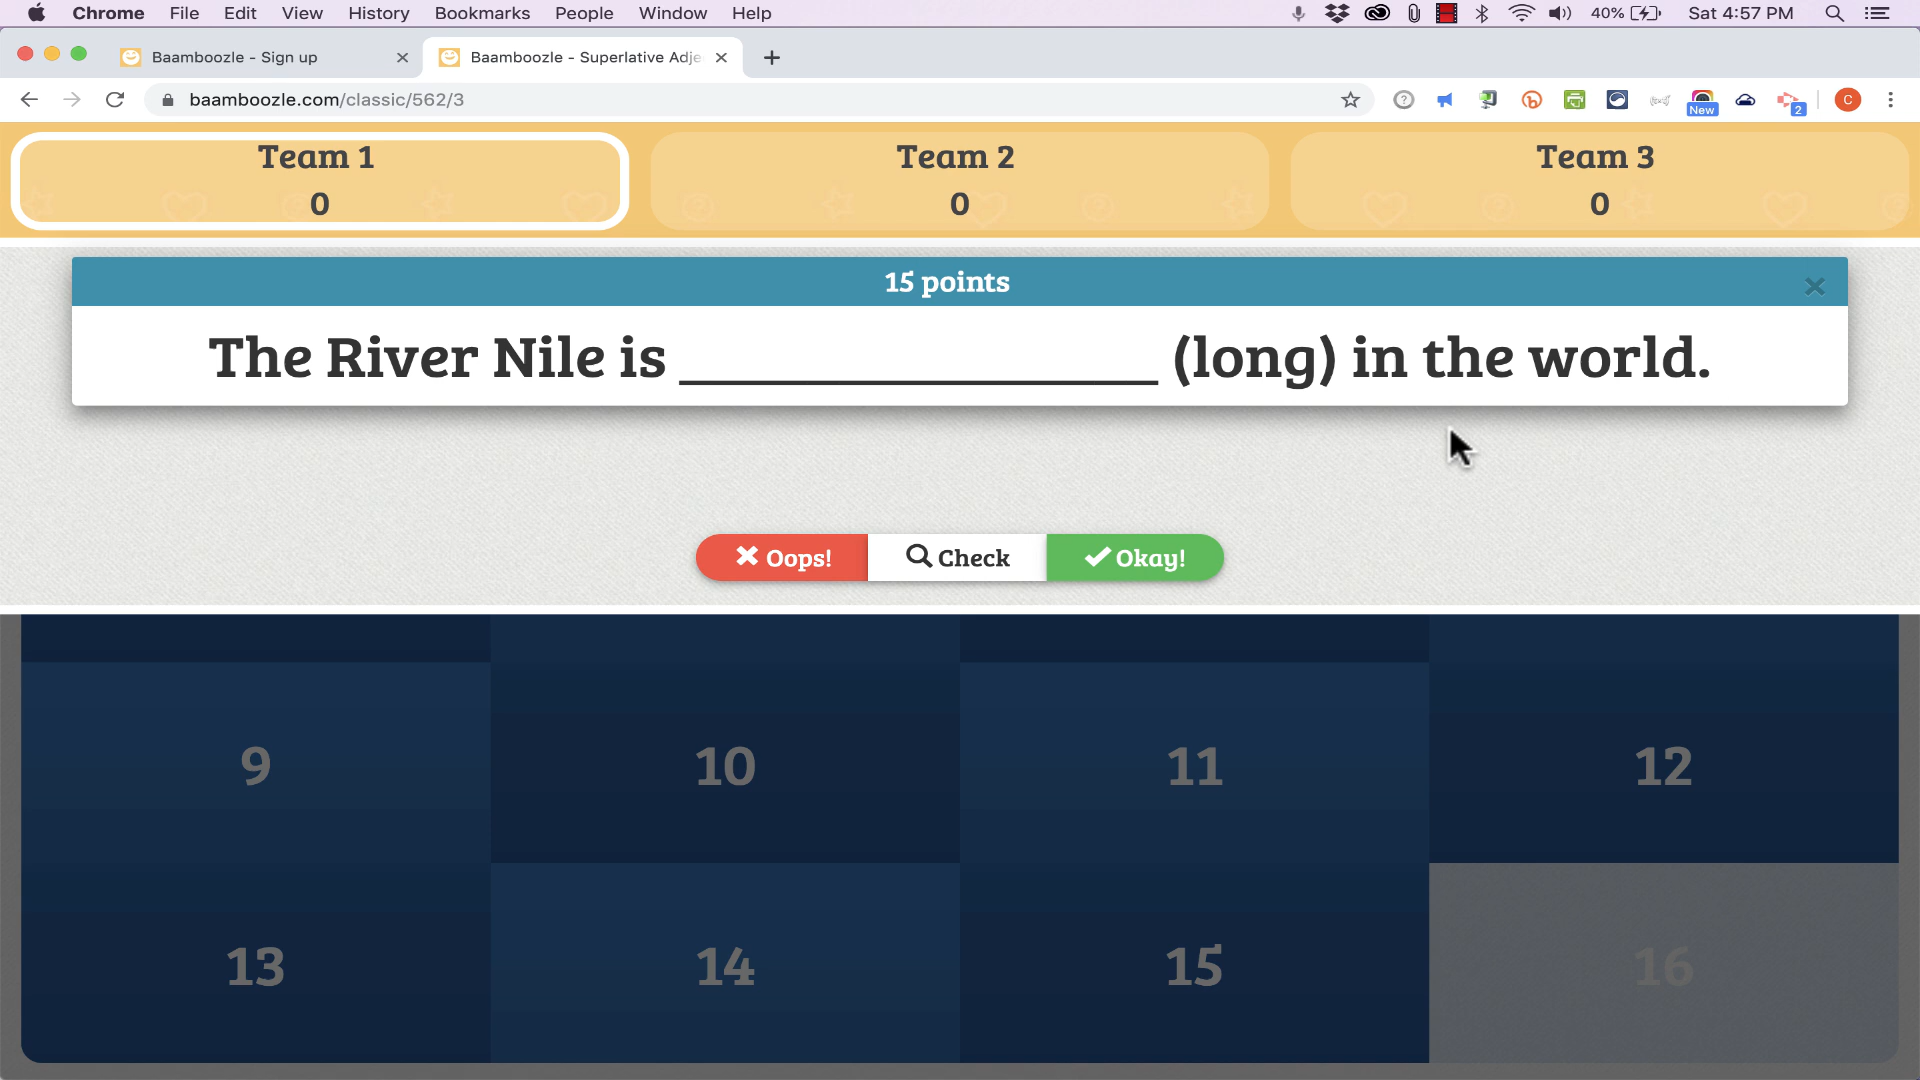 Chrome File Edit View History Bookmarks People Window Help 40% Sat 4:57 PM
Baamboozle - Sign up Baamboozle - Superlative Adje
baamboozle.com/classic/562/3 New 2 C
Team 1 Team 2 Team 3
0 0 0
15 points
The River Nile is ________________ (long) in the world.
Oops! Check Okay!
9 10 11 12
13 14 15 16